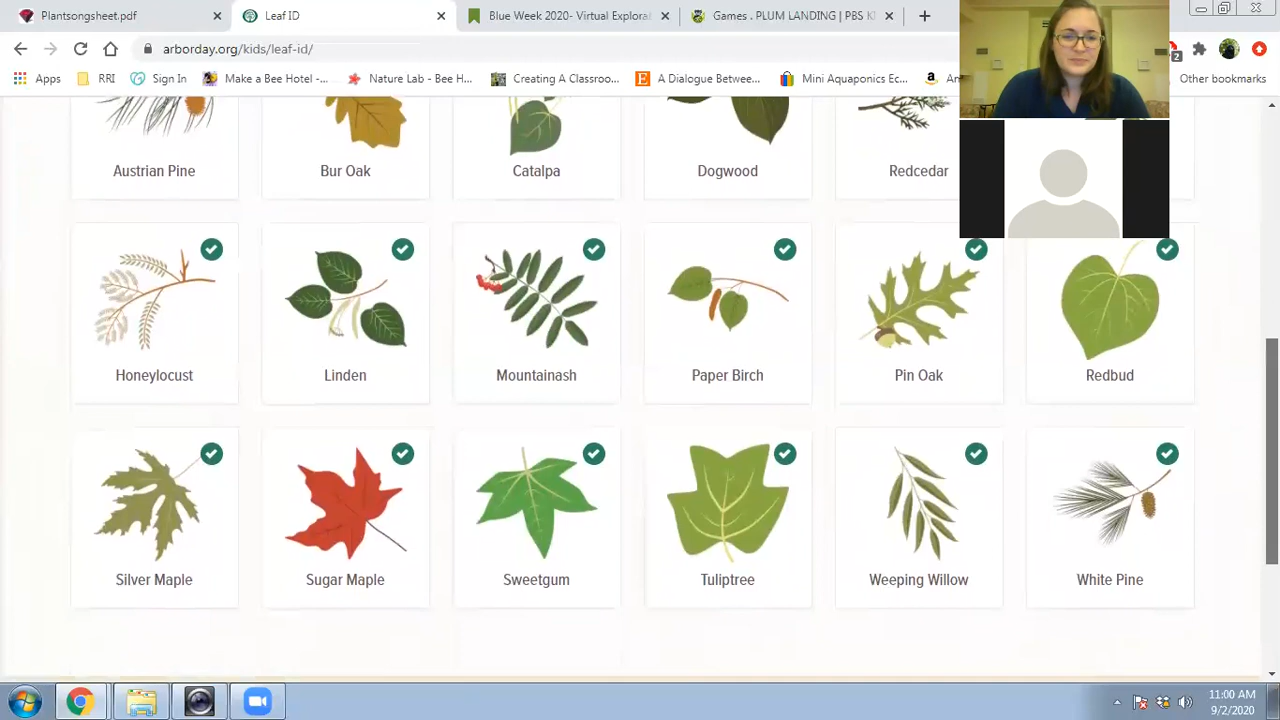 Plantsongsheet.pdf
Leaf ID
Blue Week 2020- Virtual Explorat
Games . PLUM LANDING | PBS KI
arborday.org/kids/leaf-id/
2
Apps
RRI
Sign In
Make a Bee Hotel -...
Nature Lab - Bee H...
Creating A Classroo...
A Dialogue Betwee...
Mini Aquaponics Ec...
Other bookmarks
Austrian Pine
Bur Oak
Catalpa
Dogwood
Redcedar
Honeylocust
Linden
Mountainash
Paper Birch
Pin Oak
Redbud
Silver Maple
Sugar Maple
Sweetgum
Tuliptree
Weeping Willow
White Pine
11:00 AM
9/2/2020